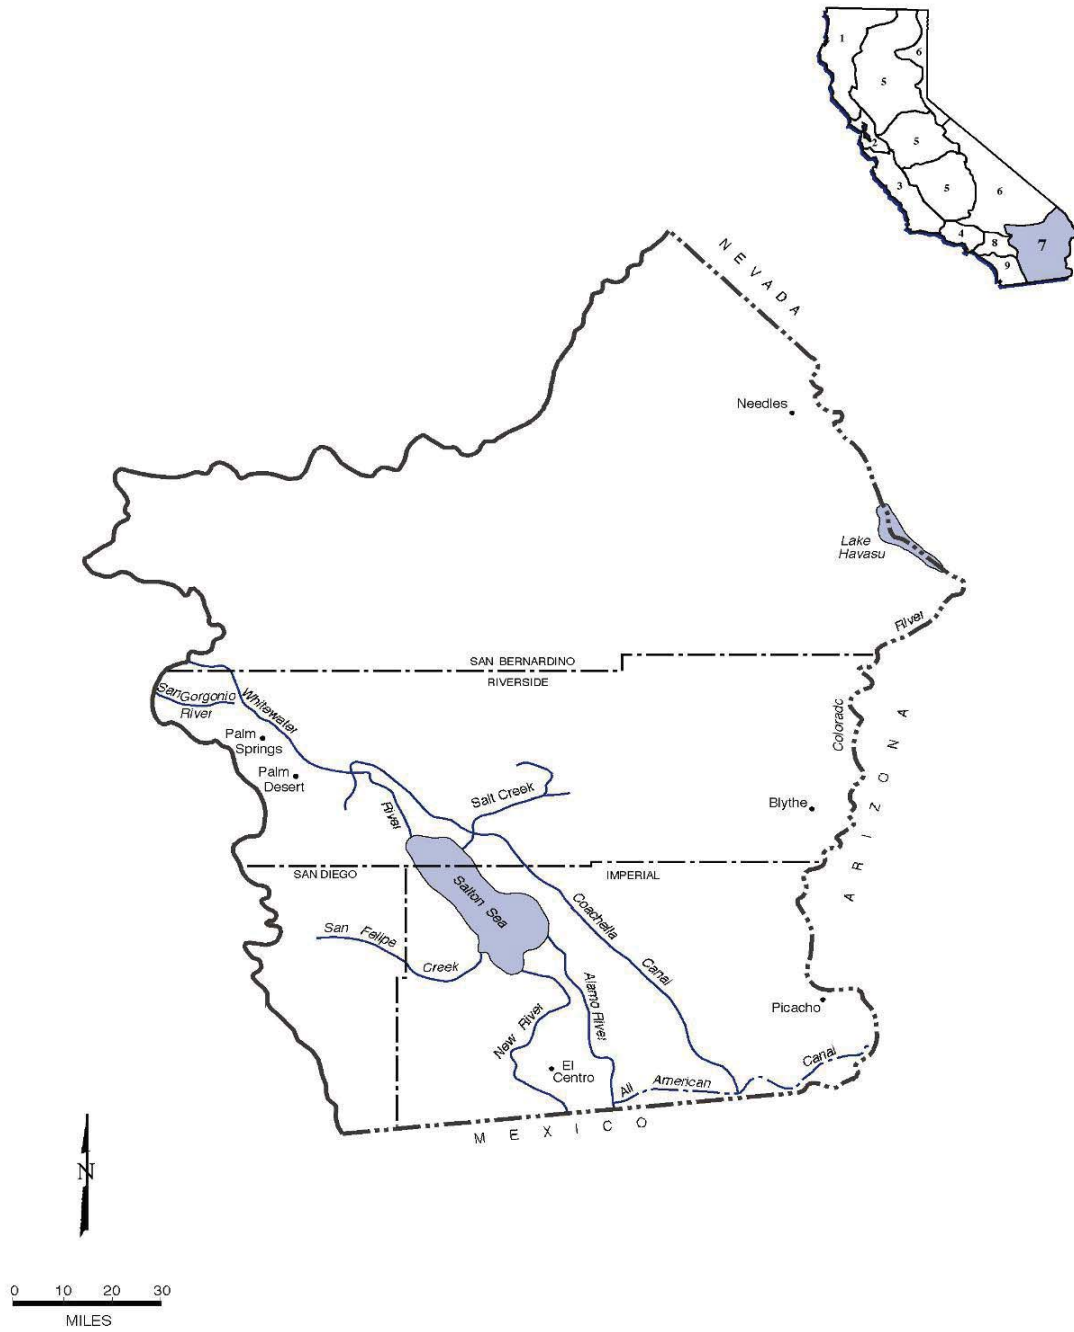 1
6
5
2
5
3
5
6
4
8
7
9
NEVADA
Needles
Lake
Havasu
River
SAN BERNARDINO
RIVERSIDE
San Gorgonio
River
Whitewater
Palm
Springs
Palm
Desert
River
Salt Creek
Colorado
ARIZONA
Blythe
SAN DIEGO
IMPERIAL
Salton Sea
Coachella
Canal
San Felipe
Creek
Alamo River
New River
Picacho
El
Centro
All American
Canal
MEXICO
N
0 10 20 30
MILES